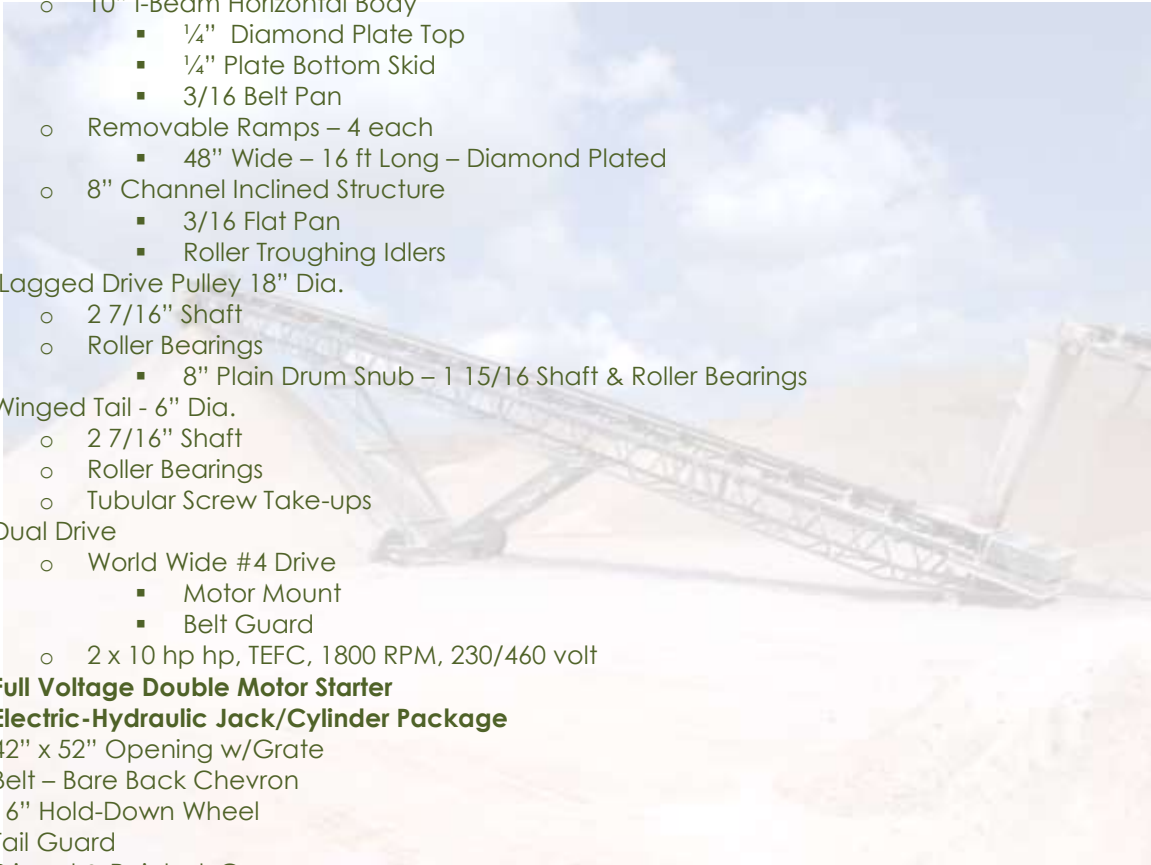 o 10” I-Beam Horizontal Body
▪ ¼” Diamond Plate Top
▪ ¼” Plate Bottom Skid
▪ 3/16 Belt Pan
o Removable Ramps – 4 each
▪ 48” Wide – 16 ft Long – Diamond Plated
o 8” Channel Inclined Structure
▪ 3/16 Flat Pan
▪ Roller Troughing Idlers
Lagged Drive Pulley 18” Dia.
o 2 7/16” Shaft
o Roller Bearings
▪ 8” Plain Drum Snub – 1 15/16 Shaft & Roller Bearings
Winged Tail - 6” Dia.
o 2 7/16” Shaft
o Roller Bearings
o Tubular Screw Take-ups
Dual Drive
o World Wide #4 Drive
▪ Motor Mount
▪ Belt Guard
o 2 x 10 hp hp, TEFC, 1800 RPM, 230/460 volt
Full Voltage Double Motor Starter
Electric-Hydraulic Jack/Cylinder Package
42” x 52” Opening w/Grate
Belt – Bare Back Chevron
6” Hold-Down Wheel
Tail Guard